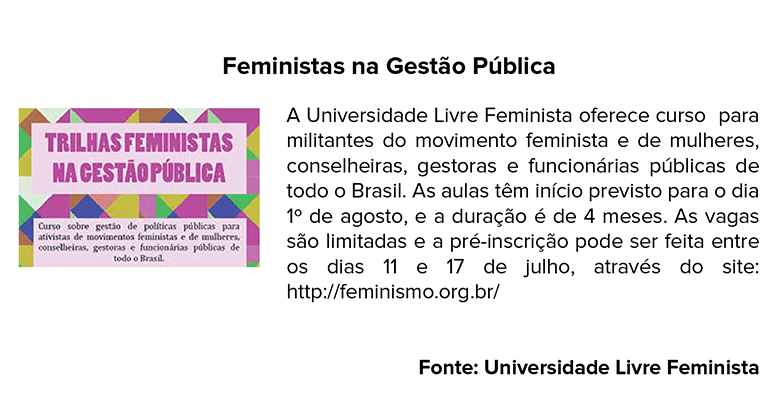 Feministas na Gestão Pública
TRILHAS FEMINISTAS
NA GESTÃO PÚBLICA
Curso sobre gestão de políticas públicas para
ativistas de movimentos feministas e de mulheres,
conselheiras, gestoras e funcionárias públicas de
todo o Brasil.
A Universidade Livre Feminista oferece curso para
militantes do movimento feminista e de mulheres,
conselheiras, gestoras e funcionárias públicas de
todo o Brasil. As aulas têm início previsto para o dia
1º de agosto, e a duração é de 4 meses. As vagas
são limitadas e a pré-inscrição pode ser feita entre
os dias 11 e 17 de julho, através do site:
http://feminismo.org.br/
Fonte: Universidade Livre Feminista